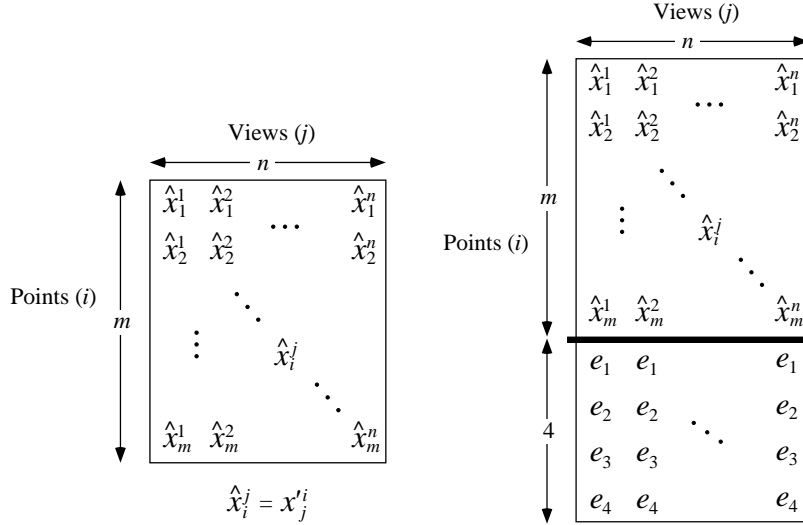 Views (j)
n
Points (i)
m
x̂₁¹ x̂₁² ... x̂₁ⁿ
x̂₂¹ x̂₂² x̂₂ⁿ
x̂ᵢʲ
x̂ₘ¹ x̂ₘ² x̂ₘⁿ
x̂ᵢʲ = x′ⱼⁱ
Views (j)
n
Points (i)
m
x̂₁¹ x̂₁² ... x̂₁ⁿ
x̂₂¹ x̂₂² x̂₂ⁿ
x̂ᵢʲ
x̂ₘ¹ x̂ₘ² x̂ₘⁿ
4
e₁ e₁ e₁
e₂ e₂ e₂
e₃ e₃ e₃
e₄ e₄ e₄